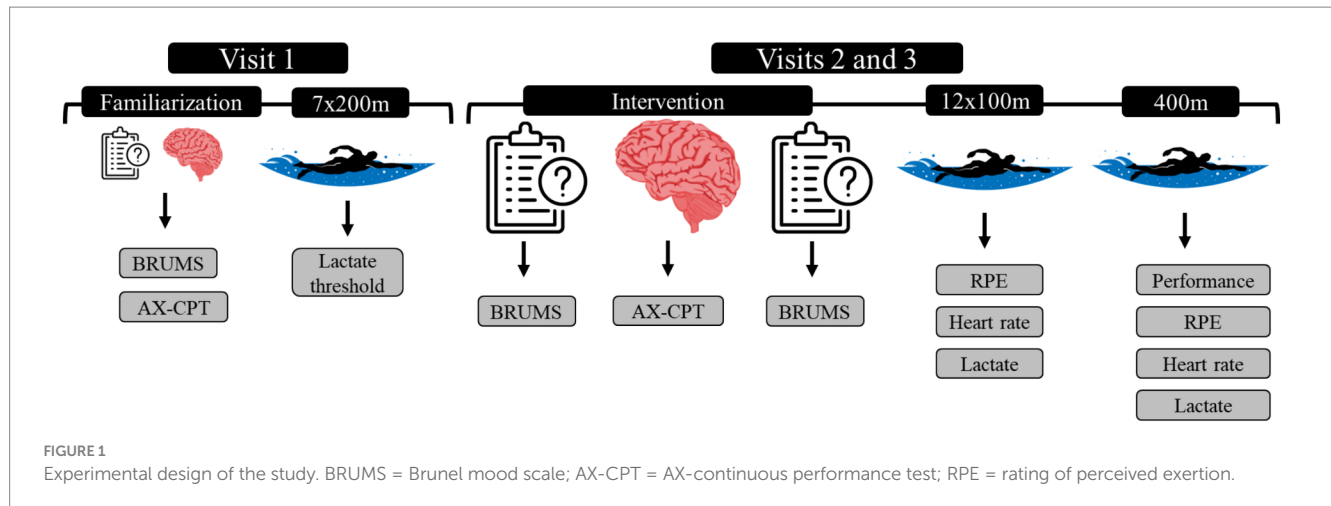 Visit 1
Visits 2 and 3
Familiarization
7x200m
Intervention
12x100m
400m
?
?
?
BRUMS
AX-CPT
Lactate
threshold
BRUMS
AX-CPT
BRUMS
RPE
Heart rate
Lactate
Performance
RPE
Heart rate
Lactate
FIGURE 1
Experimental design of the study. BRUMS = Brunel mood scale; AX-CPT = AX-continuous performance test; RPE = rating of perceived exertion.